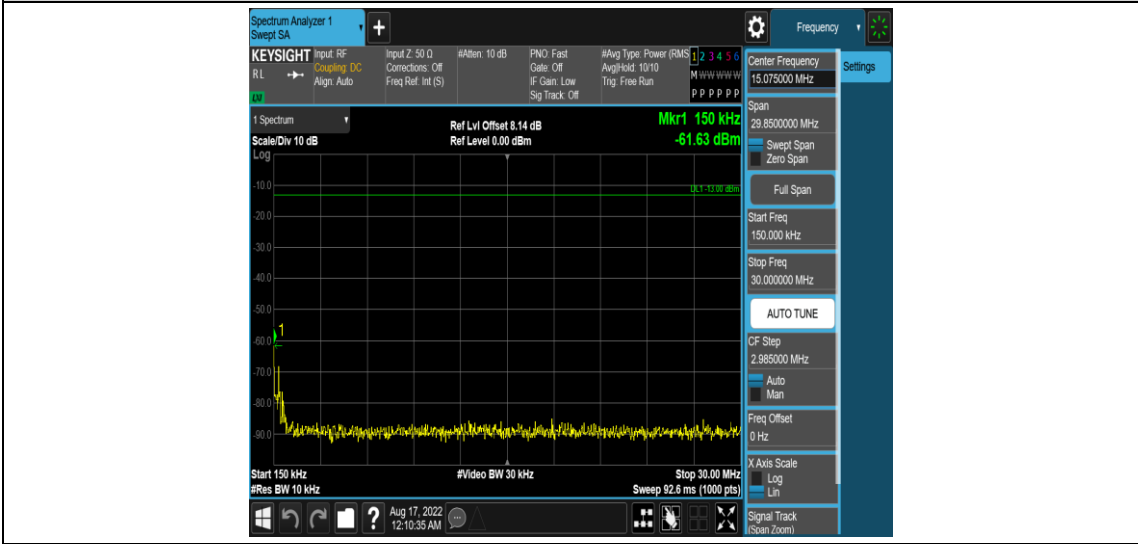 Spectrum Analyzer 1
Swept SA
Frequency
KEYSIGHT
RL
Input: RF
Coupling: DC
Align: Auto
Input Z: 50 Ω
Corrections: Off
Freq Ref: Int (S)
#Atten: 10 dB
PNO: Fast
Gate: Off
IF Gain: Low
Sig Track: Off
#Avg Type: Power (RMS
Avg|Hold: 10/10
Trig: Free Run
1 2 3 4 5 6
M W W W W W
P P P P P P
1 Spectrum
Scale/Div 10 dB
Log
Ref Lvl Offset 8.14 dB
Ref Level 0.00 dBm
Mkr1 150 kHz
-61.63 dBm
DL1 -13.00 dBm
-10.0
-20.0
-30.0
-40.0
-50.0
-60.0
-70.0
-80.0
-90.0
1
Start 150 kHz
#Res BW 10 kHz
#Video BW 30 kHz
Stop 30.00 MHz
Sweep 92.6 ms (1000 pts)
Center Frequency
15.075000 MHz
Settings
Span
29.8500000 MHz
Swept Span
Zero Span
Full Span
Start Freq
150.000 kHz
Stop Freq
30.000000 MHz
AUTO TUNE
CF Step
2.985000 MHz
Auto
Man
Freq Offset
0 Hz
X Axis Scale
Log
Lin
Signal Track
(Span Zoom)
?
Aug 17, 2022
12:10:35 AM